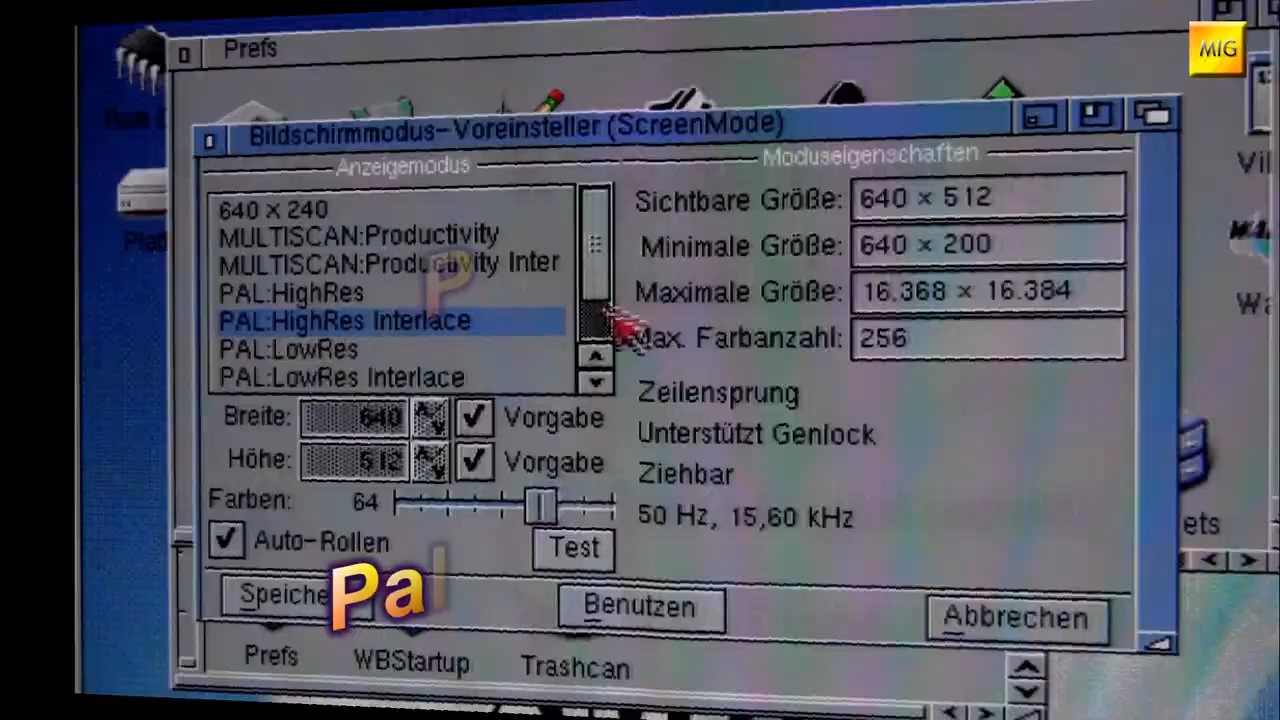 MIG
Prefs
Bildschirmmodus-Voreinsteller (ScreenMode)
Anzeigemodus
Moduseigenschaften
640 x 240
MULTISCAN:Productivity
MULTISCAN:Productivity Inter
PAL:HighRes
PAL:HighRes Interlace
PAL:LowRes
PAL:LowRes Interlace
Sichtbare Größe: 640 x 512
Minimale Größe: 640 x 200
Maximale Größe: 16.368 x 16.384
Max. Farbanzahl: 256
Zeilensprung
Unterstützt Genlock
Ziehbar
50 Hz, 15,60 kHz
Breite: 640 Vorgabe
Höhe: 512 Vorgabe
Farben: 64
Auto-Rollen
Test
Speiche
Benutzen
Abbrechen
P
Pal
Prefs
WBStartup
Trashcan
ets